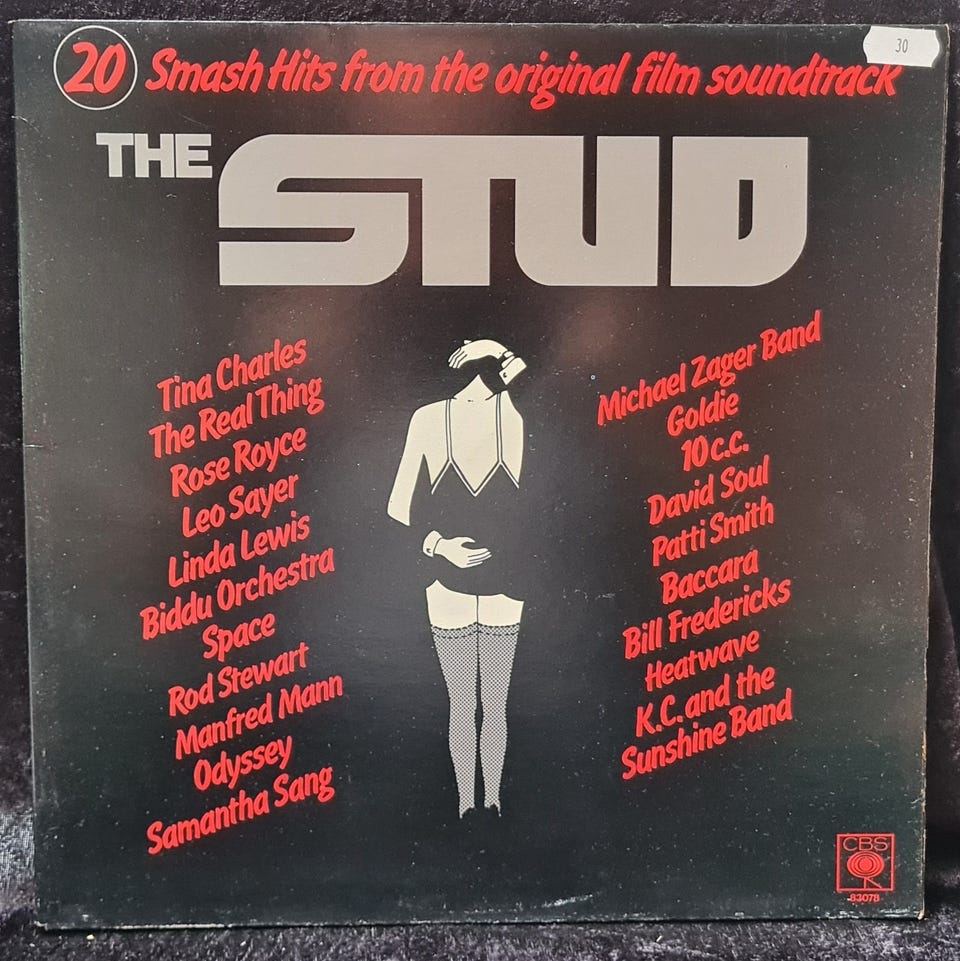 20 Smash Hits from the original film soundtrack
30
THE STUD
Tina Charles
The Real Thing
Rose Royce
Leo Sayer
Linda Lewis
Biddu Orchestra
Space
Rod Stewart
Manfred Mann
Odyssey
Samantha Sang
Michael Zager Band
Goldie
10 c.c.
David Soul
Patti Smith
Baccara
Bill Fredericks
Heatwave
K.C. and the
Sunshine Band
CBS
83078